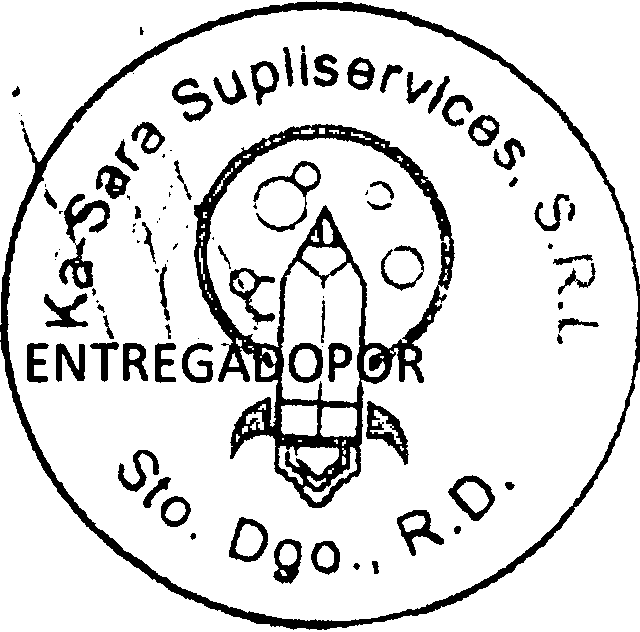 Ka-Sara Supliservices, S.R.L
ENTREGADOPOR
Sto. Dgo., R.D.